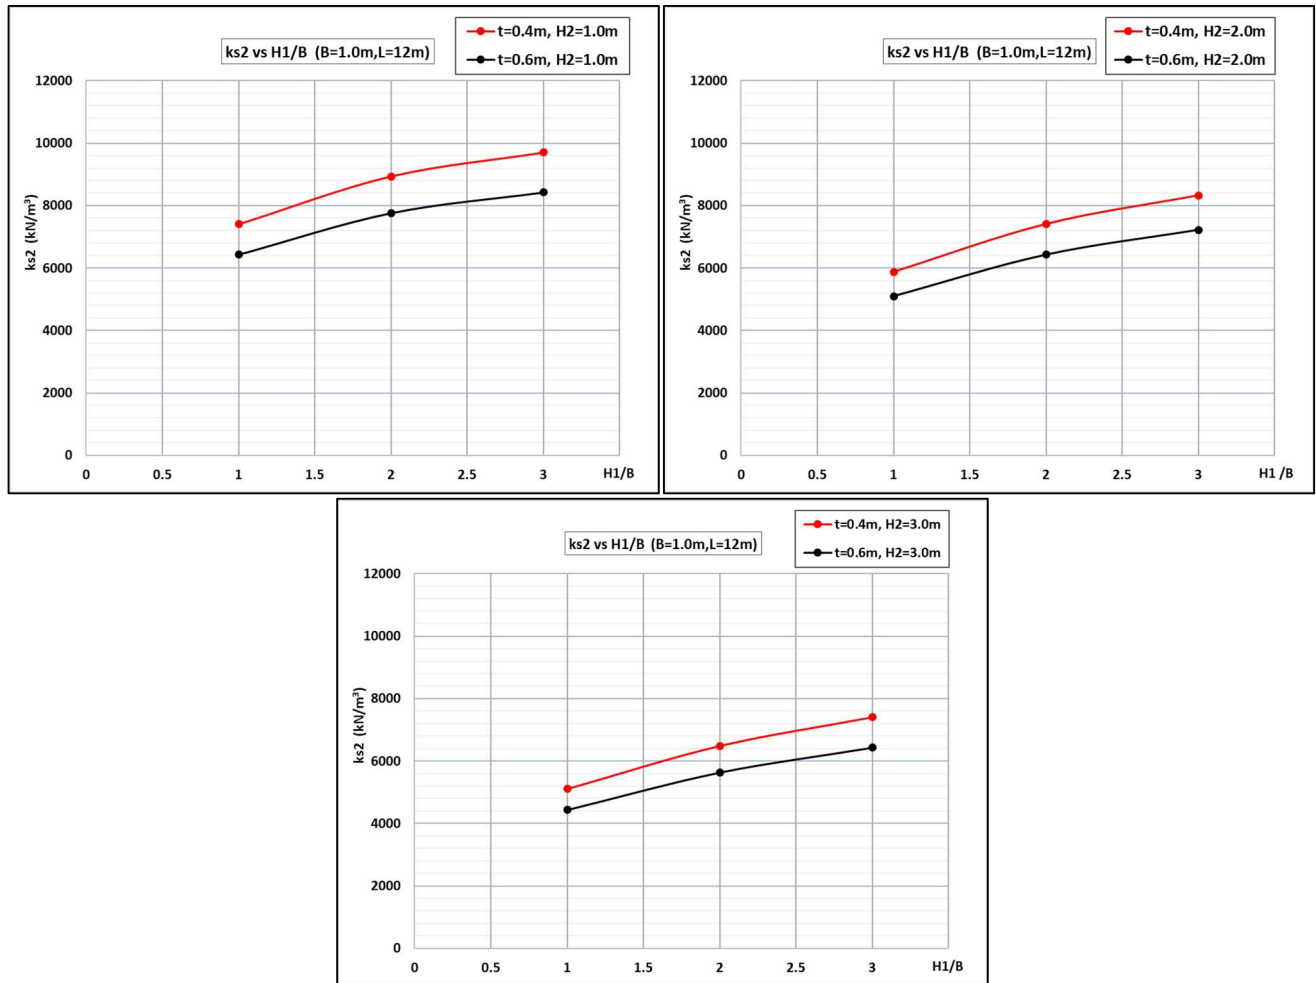 t=0.4m, H2=1.0m
ks2 vs H1/B (B=1.0m,L=12m)
t=0.6m, H2=1.0m
12000
10000
8000
6000
4000
2000
0
ks2 (kN/m³)
0 0.5 1 1.5 2 2.5 3 H1/B
t=0.4m, H2=2.0m
ks2 vs H1/B (B=1.0m,L=12m)
t=0.6m, H2=2.0m
12000
10000
8000
6000
4000
2000
0
ks2 (kN/m³)
0 0.5 1 1.5 2 2.5 3 H1 /B
t=0.4m, H2=3.0m
ks2 vs H1/B (B=1.0m,L=12m)
t=0.6m, H2=3.0m
12000
10000
8000
6000
4000
2000
0
ks2 (kN/m³)
0 0.5 1 1.5 2 2.5 3 H1/B